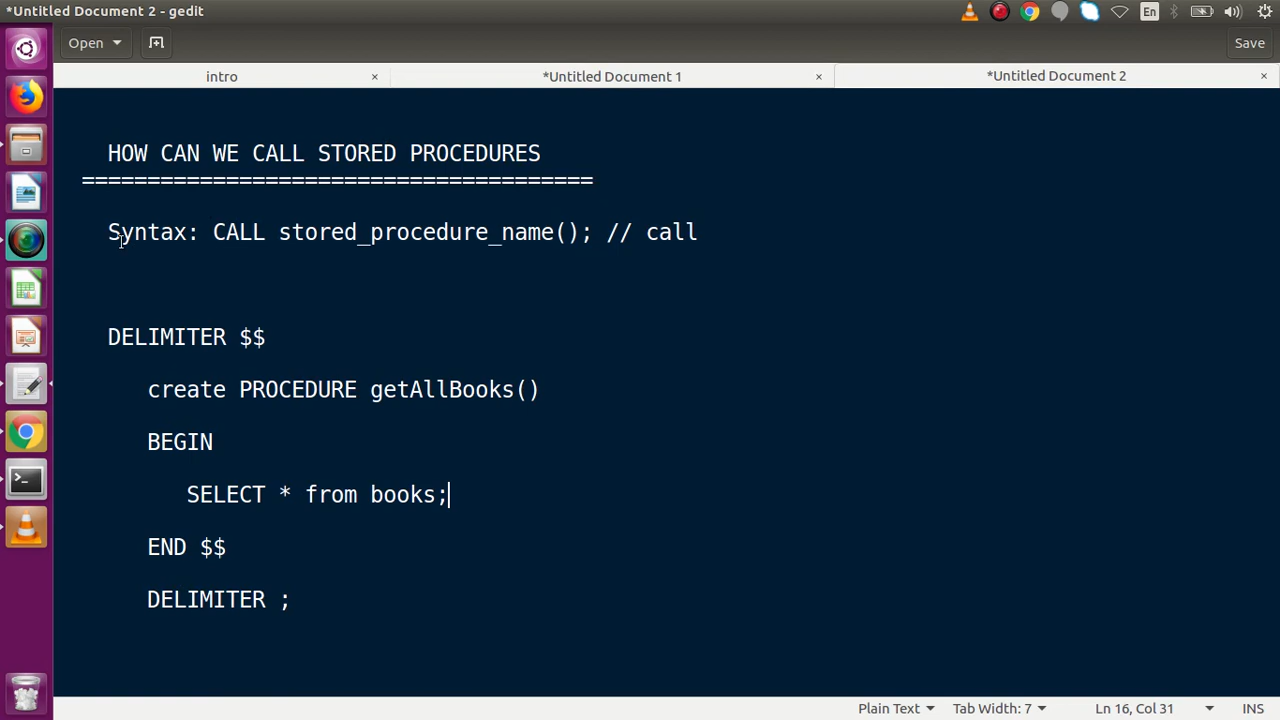 *Untitled Document 2 - gedit
En
Open
Save
intro
*Untitled Document 1
*Untitled Document 2
HOW CAN WE CALL STORED PROCEDURES
=======================================
Syntax: CALL stored_procedure_name(); // call
DELIMITER $$
create PROCEDURE getAllBooks()
BEGIN
SELECT * from books;
END $$
DELIMITER ;
Plain Text
Tab Width: 7
Ln 16, Col 31
INS